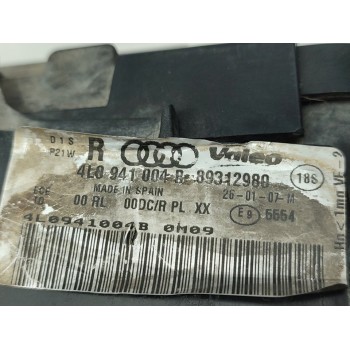 D1S
P21W
R
Valeo
4L0 941 004 B
89312980
18S
MADE IN SPAIN
26-01-07-M
ECE
00 RL 00DC/R PL XX
E9 5664
4L0941004B 0M09